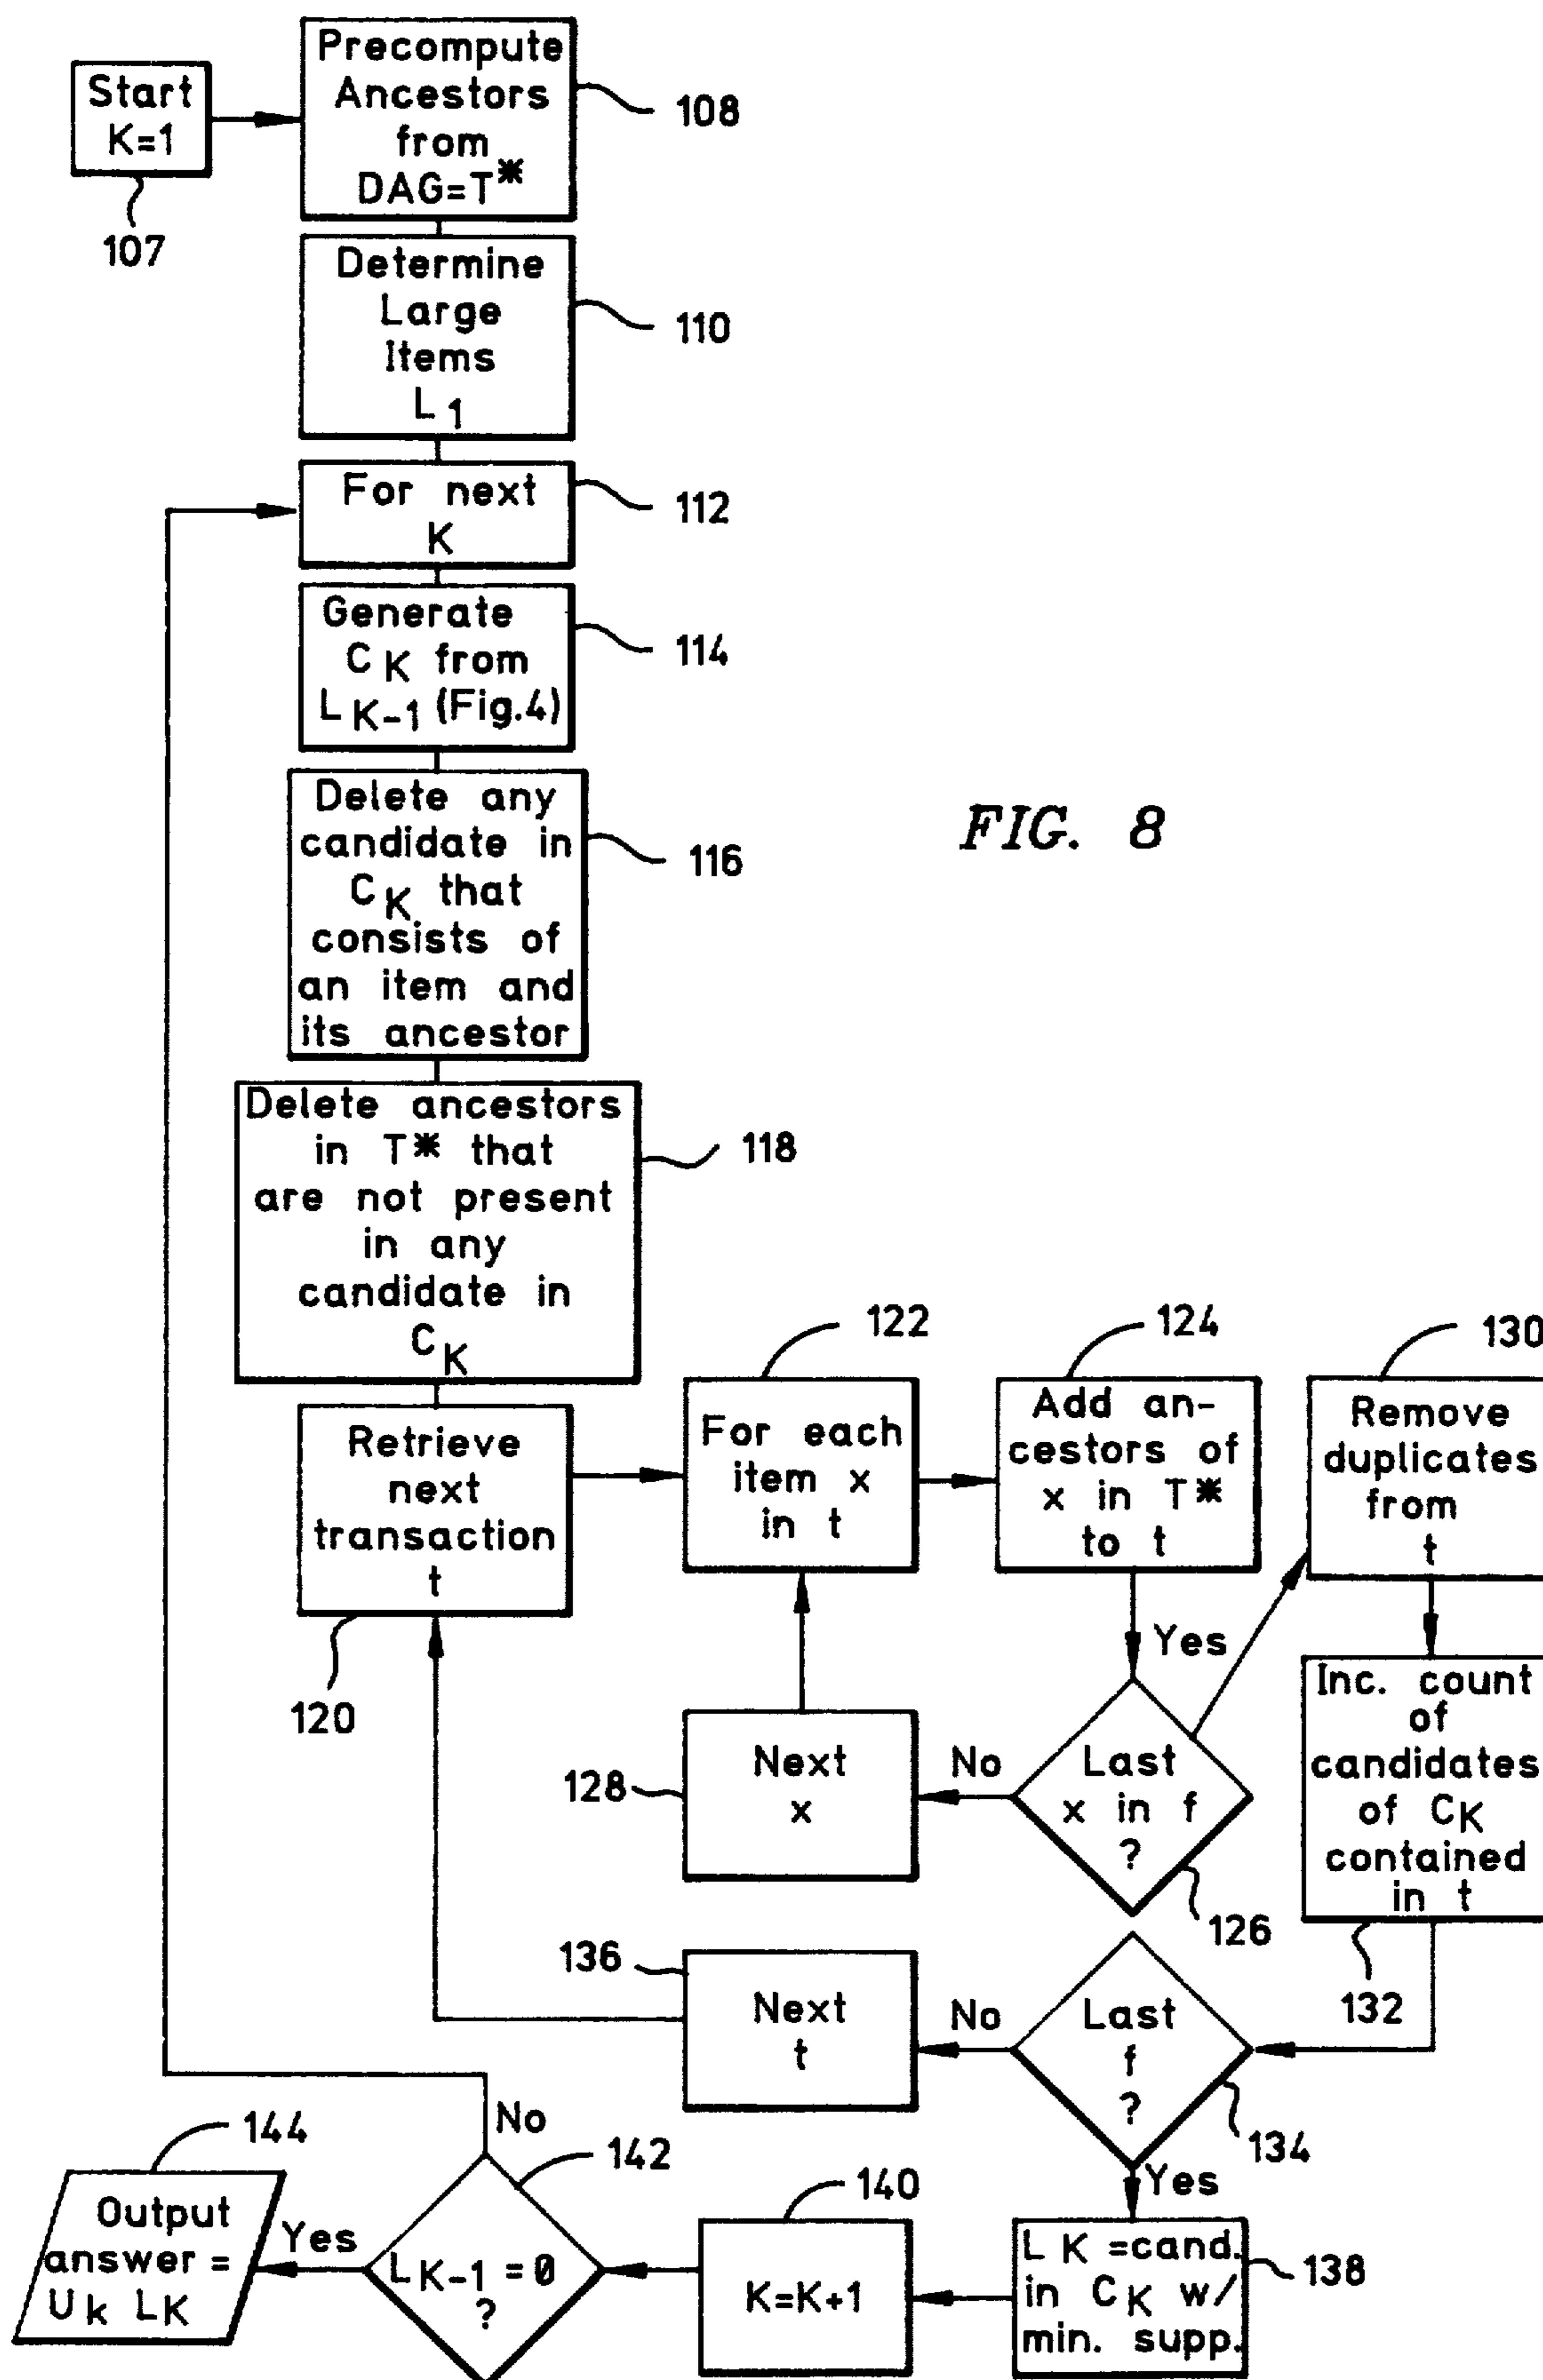 Start
K=1
107
Precompute
Ancestors
from
DAG=T*
108
Determine
Large
Items
L1
110
For next
K
112
Generate
CK from
LK-1 (Fig.4)
114
Delete any
candidate in
CK that
consists of
an item and
its ancestor
116
FIG. 8
Delete ancestors
in T* that
are not present
in any
candidate in
CK
118
Retrieve
next
transaction
t
120
For each
item x
in t
122
Add an-
cestors of
x in T*
to t
124
Yes
Last
x in f
?
126
No
Next
x
128
Remove
duplicates
from
t
130
Inc. count
of
candidates
of CK
contained
in t
132
Last
f
?
134
No
Next
t
136
Yes
LK =cand.
in CK w/
min. supp.
138
K=K+1
140
LK-1 = 0
?
142
No
Yes
Output
answer =
Uk LK
144